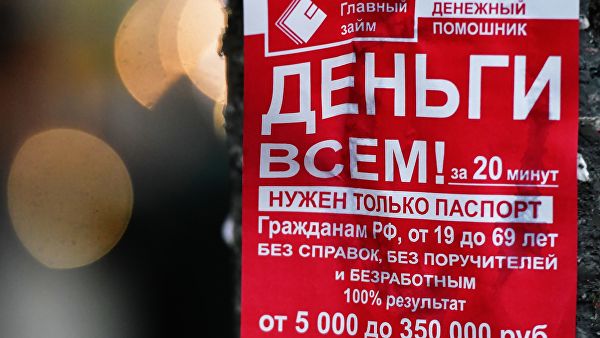 Главный
займ
ДЕНЕЖНЫЙ
ПОМОШНИК
ДЕНЬГИ
ВСЕМ! за 20 минут
НУЖЕН ТОЛЬКО ПАСПОРТ
Гражданам РФ, от 19 до 69 лет
БЕЗ СПРАВОК, БЕЗ ПОРУЧИТЕЛЕЙ
и БЕЗРАБОТНЫМ
100% результат
от 5 000 до 350 000 руб